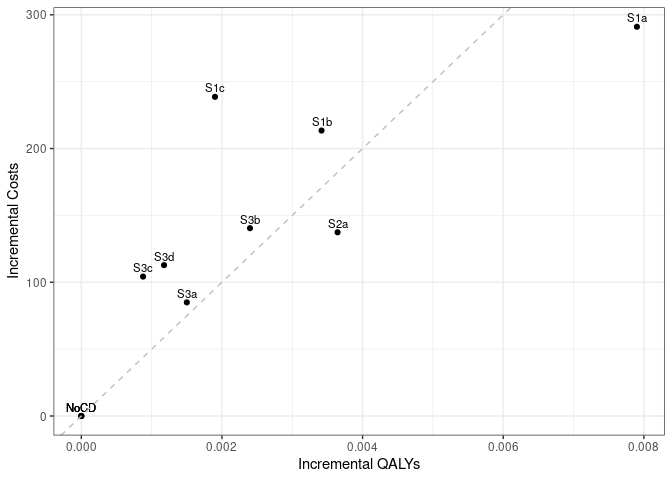 300
S1a
S1c
S1b
200
S3b
S2a
S3d
S3c
100
S3a
NoCD
0
0.000
0.002
0.004
0.006
0.008
Incremental QALYs
Incremental Costs